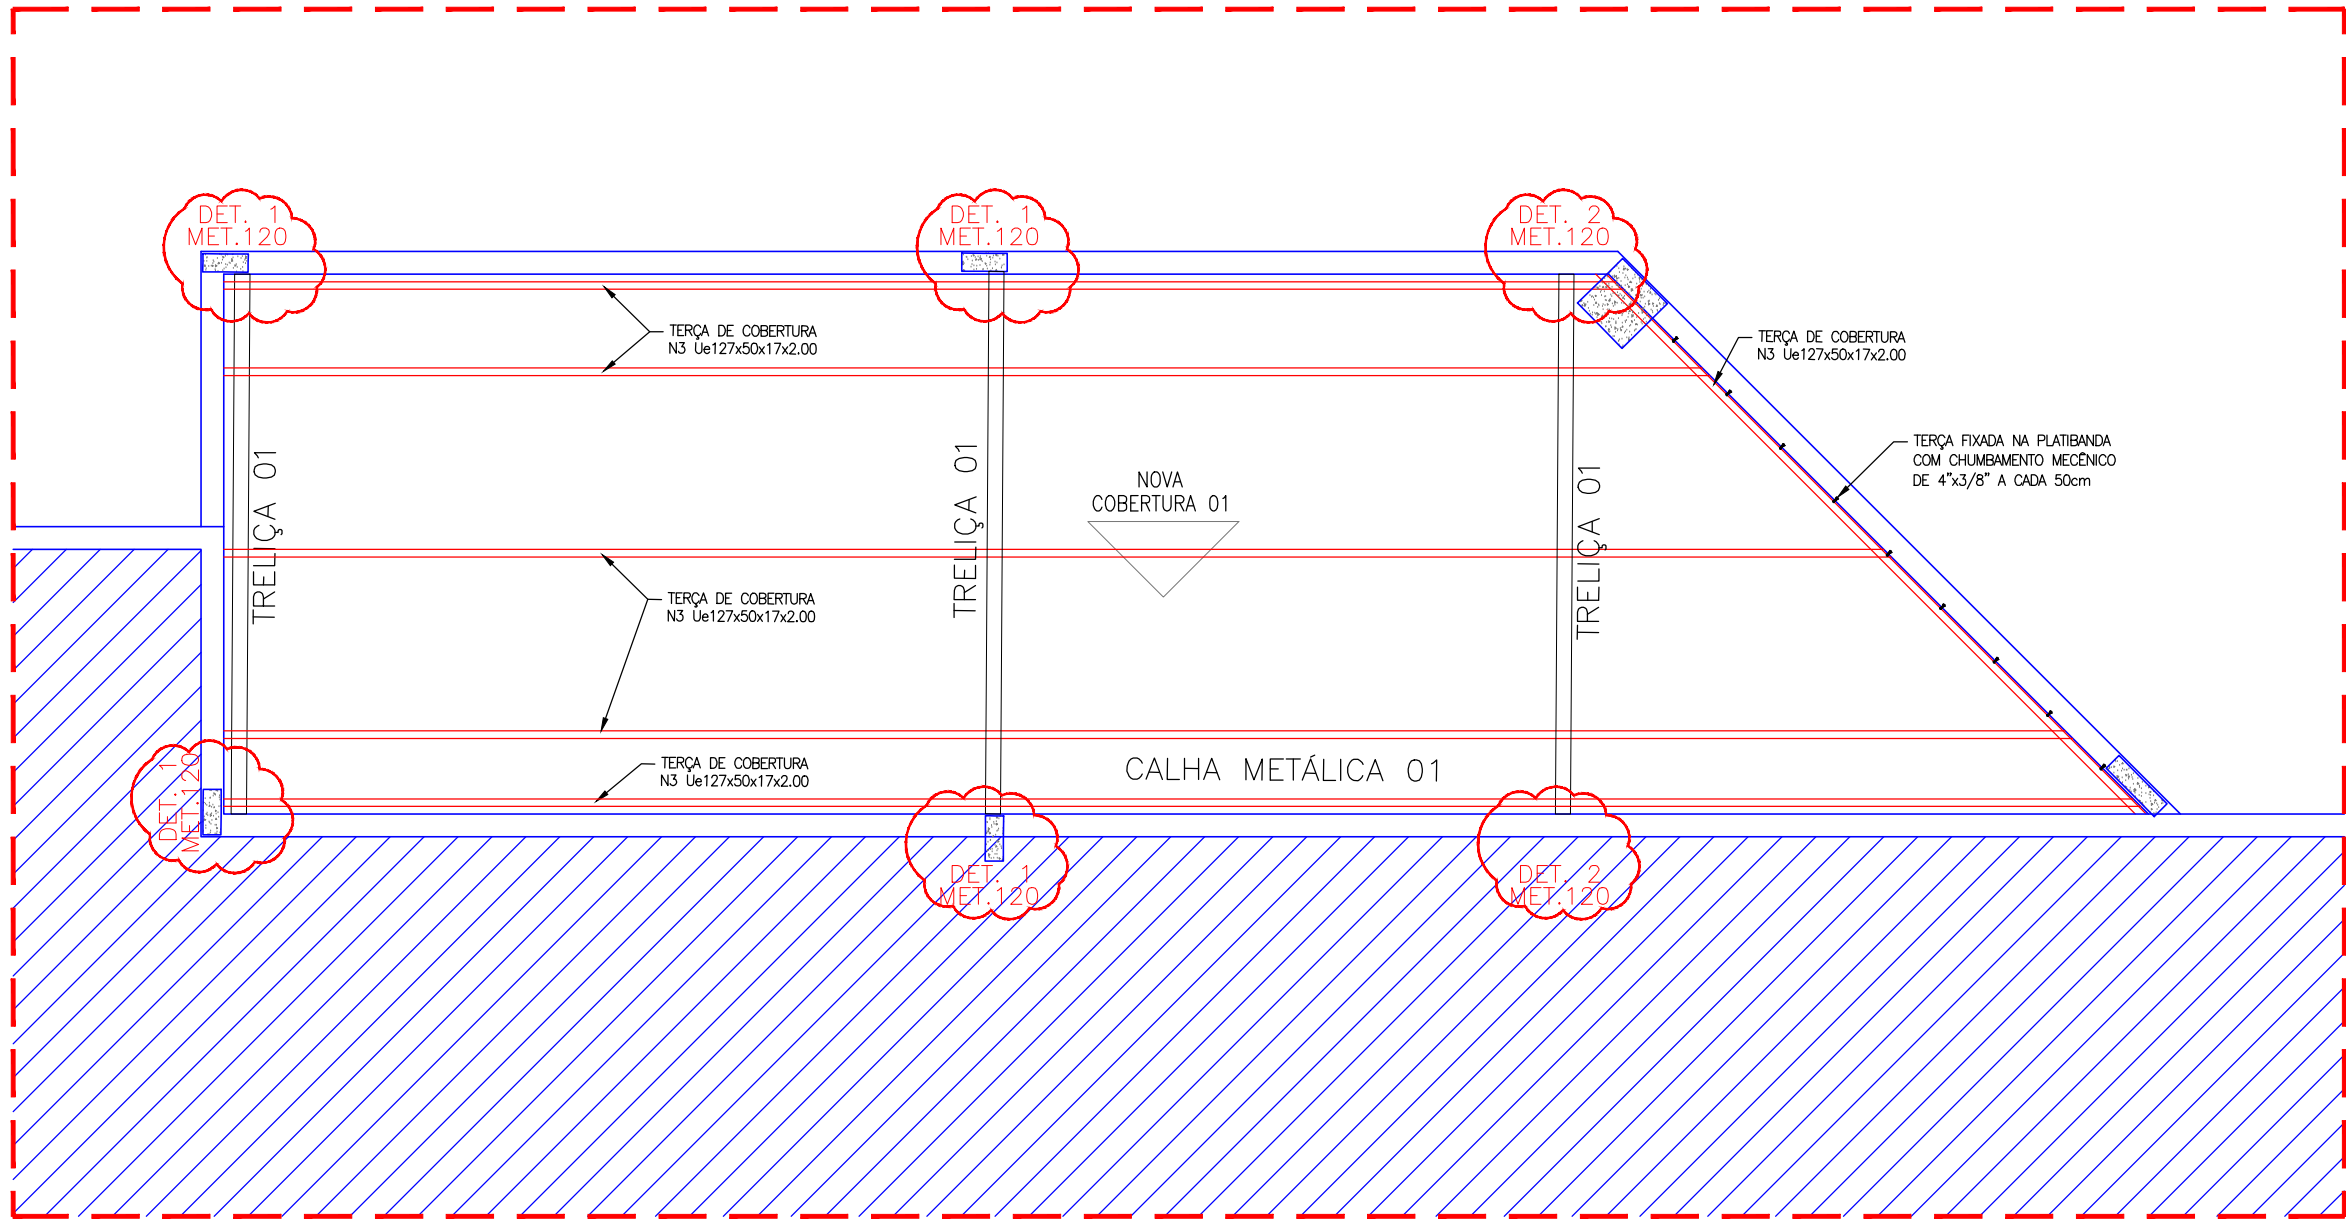 DET. 1
MET.120
DET. 1
MET.120
DET. 2
MET.120
TERÇA DE COBERTURA
N3 Ue127x50x17x2.00
TERÇA DE COBERTURA
N3 Ue127x50x17x2.00
TERÇA FIXADA NA PLATIBANDA
COM CHUMBAMENTO MECÊNICO
DE 4"x3/8" A CADA 50cm
TRELIÇA 01
TRELIÇA 01
NOVA
COBERTURA 01
TRELIÇA 01
TERÇA DE COBERTURA
N3 Ue127x50x17x2.00
TERÇA DE COBERTURA
N3 Ue127x50x17x2.00
CALHA METÁLICA 01
DET. 1
MET.120
DET. 1
MET.120
DET. 2
MET.120